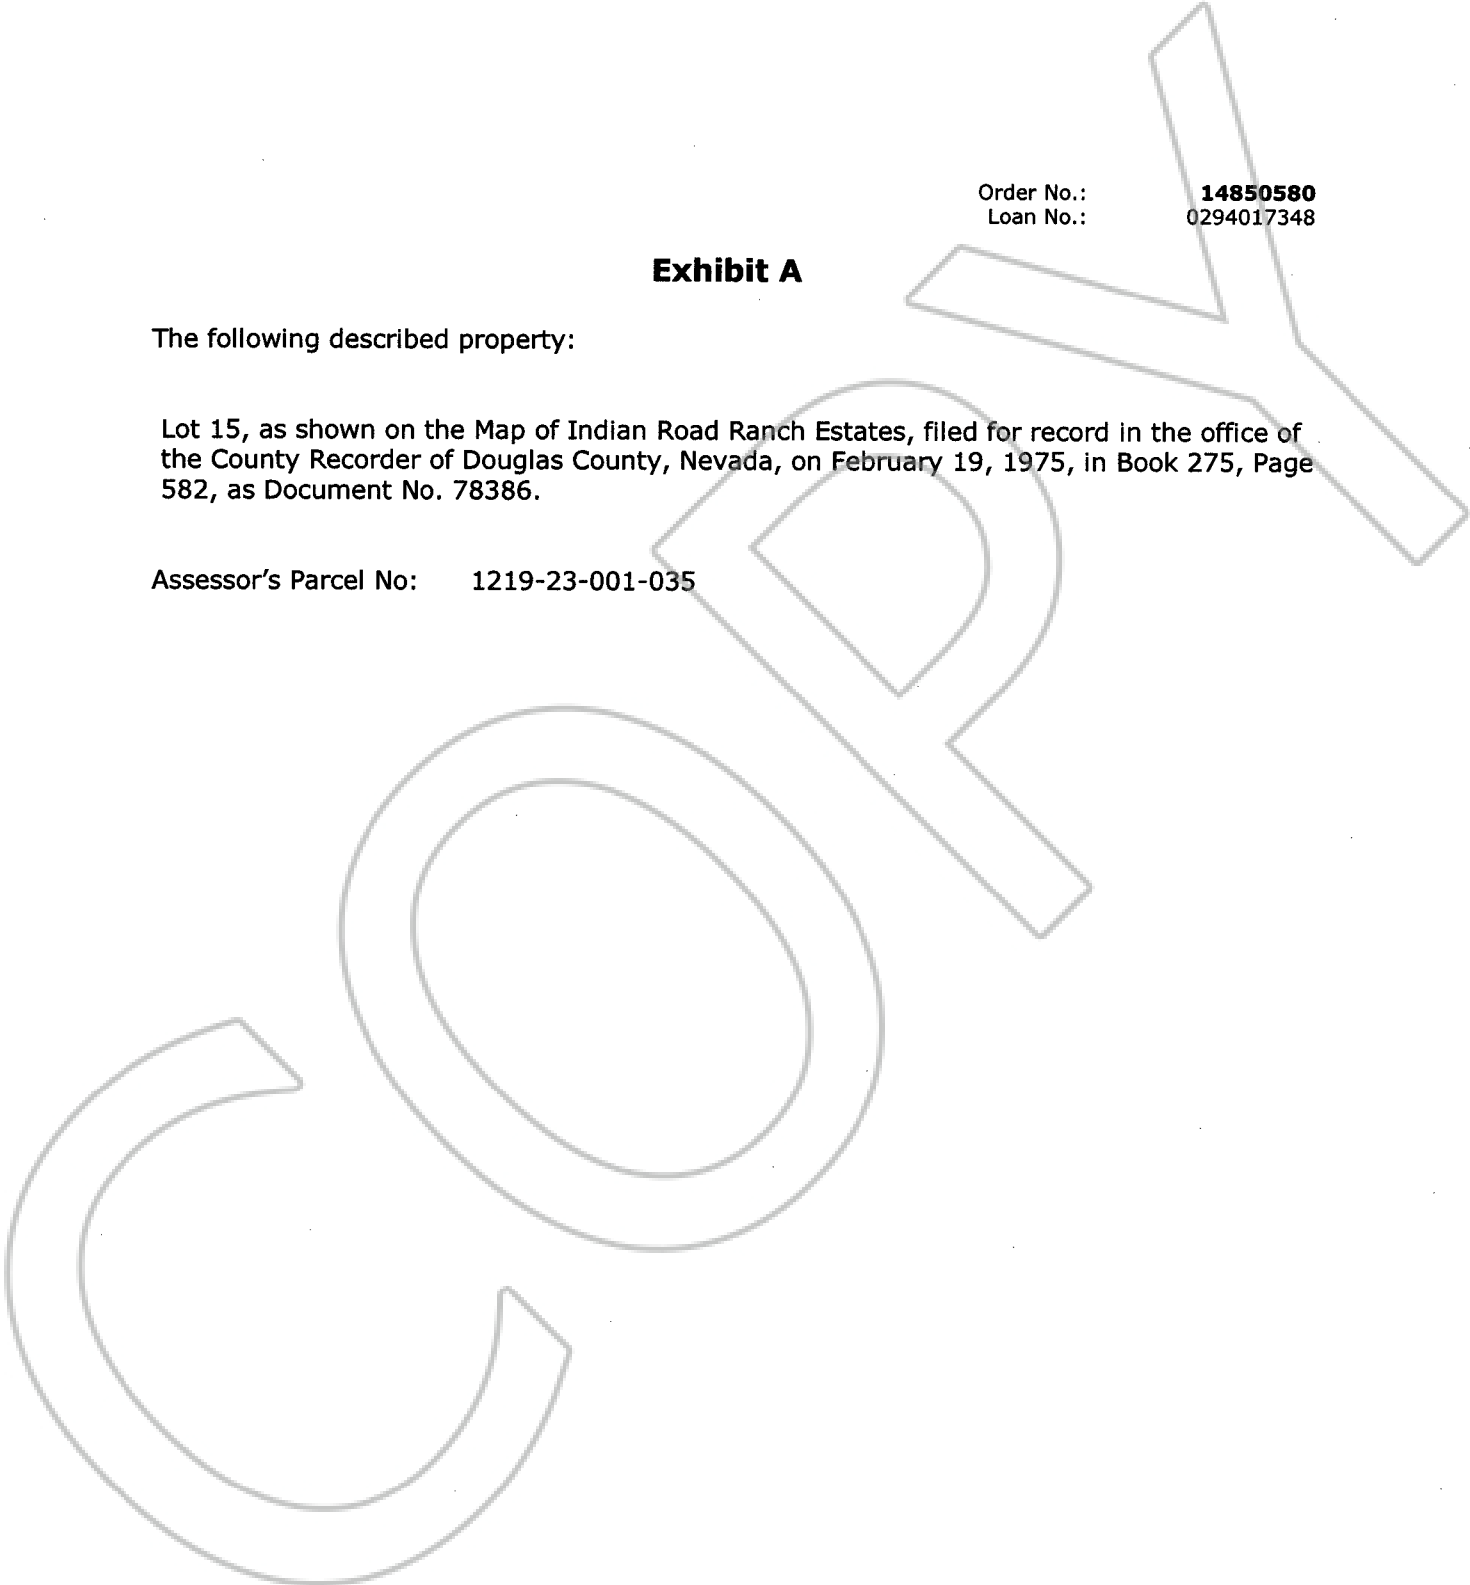 Order No.: 14850580
Loan No.: 0294017348
Exhibit A
The following described property:
Lot 15, as shown on the Map of Indian Road Ranch Estates, filed for record in the office of
the County Recorder of Douglas County, Nevada, on February 19, 1975, in Book 275, Page
582, as Document No. 78386.
Assessor's Parcel No: 1219-23-001-035
COPY